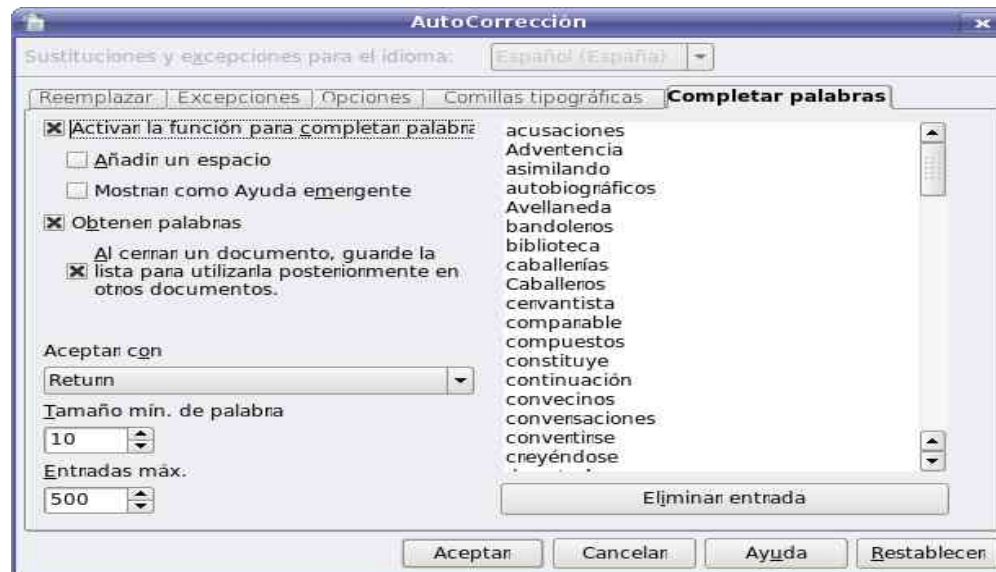 AutoCorrección
Sustituciones y excepciones para el idioma: Español (España)
Reemplazar Excepciones Opciones Comillas tipográficas Completar palabras
Activar la función para completar palabra
Añadir un espacio
Mostrar como Ayuda emergente
Obtener palabras
Al cerrar un documento, guarde la
lista para utilizarla posteriormente en
otros documentos.
Aceptar con
Return
Tamaño mín. de palabra
10
Entradas máx.
500
acusaciones
Advertencia
asimilando
autobiográficos
Avellaneda
bandoleros
biblioteca
caballerías
Caballeros
cervantista
comparable
compuestos
constituye
continuación
convecinos
conversaciones
convertirse
creyéndose
Eliminar entrada
Aceptar Cancelar Ayuda Restablecer